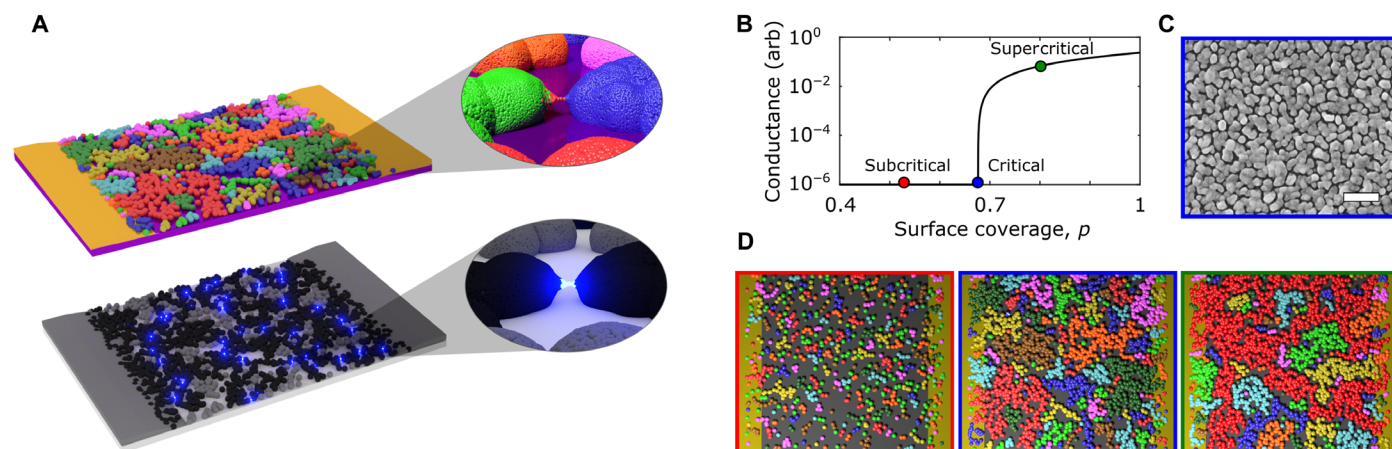 A
B
Conductance (arb)
10^0
10^-2
10^-4
10^-6
Supercritical
Subcritical
Critical
0.4
0.7
1
Surface coverage, p
C
D